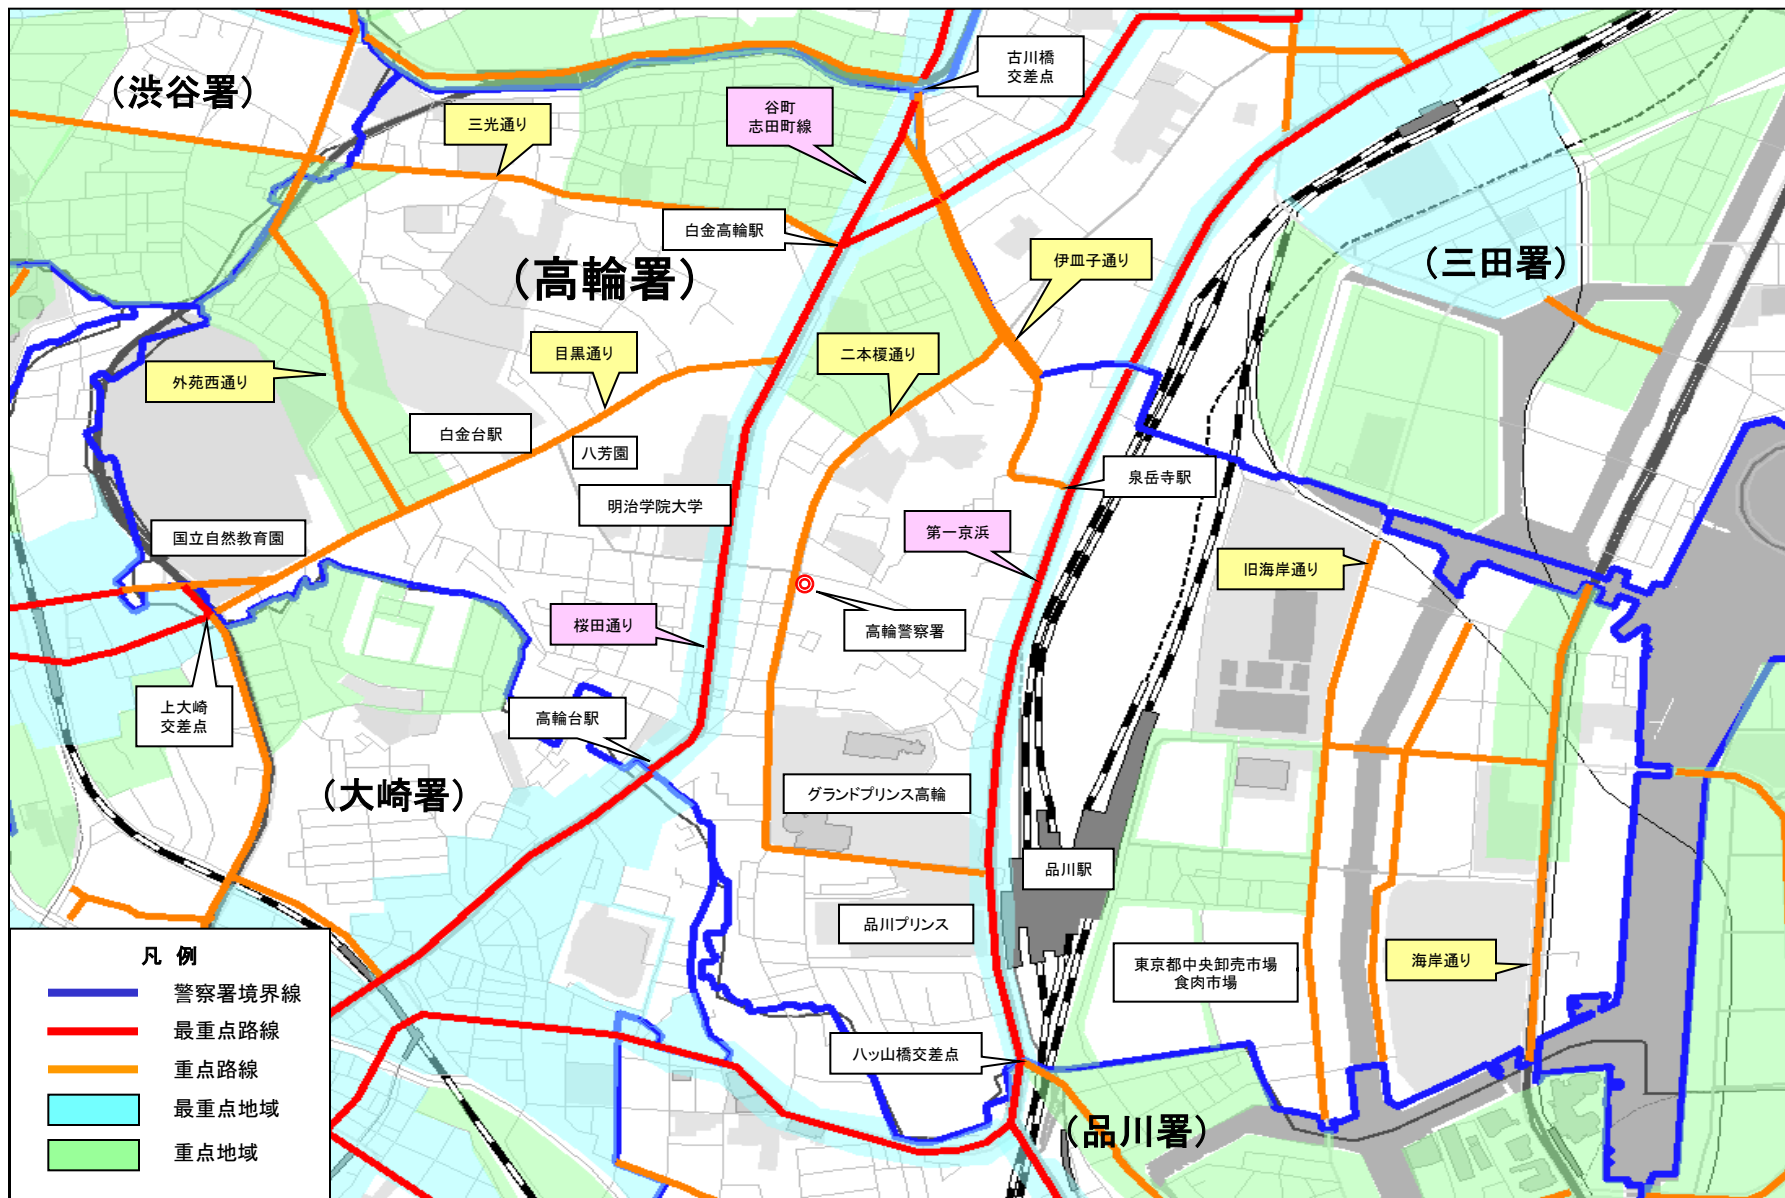 古川橋
交差点
(渋谷署)
谷町
志田町線
三光通り
白金高輪駅
伊皿子通り
(三田署)
(高輪署)
目黒通り
二本榎通り
外苑西通り
白金台駅
八芳園
泉岳寺駅
明治学院大学
第一京浜
国立自然教育園
旧海岸通り
桜田通り
高輪警察署
上大崎
交差点
高輪台駅
(大崎署)
グランドプリンス高輪
品川駅
品川プリンス
東京都中央卸売市場
食肉市場
海岸通り
八ッ山橋交差点
(品川署)
凡 例
警察署境界線
最重点路線
重点路線
最重点地域
重点地域